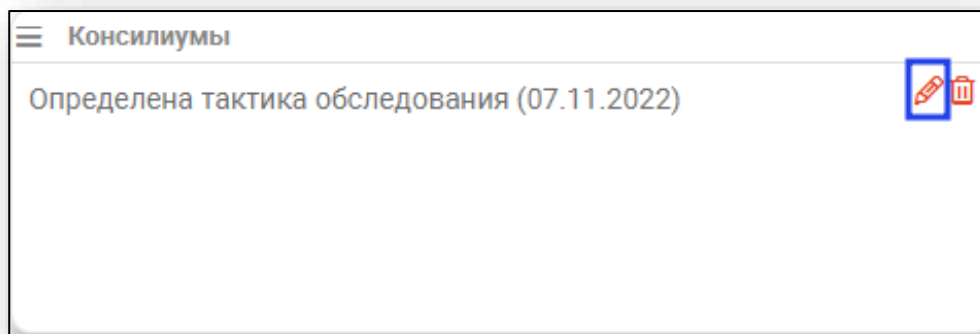 Консилиумы
Определена тактика обследования (07.11.2022)